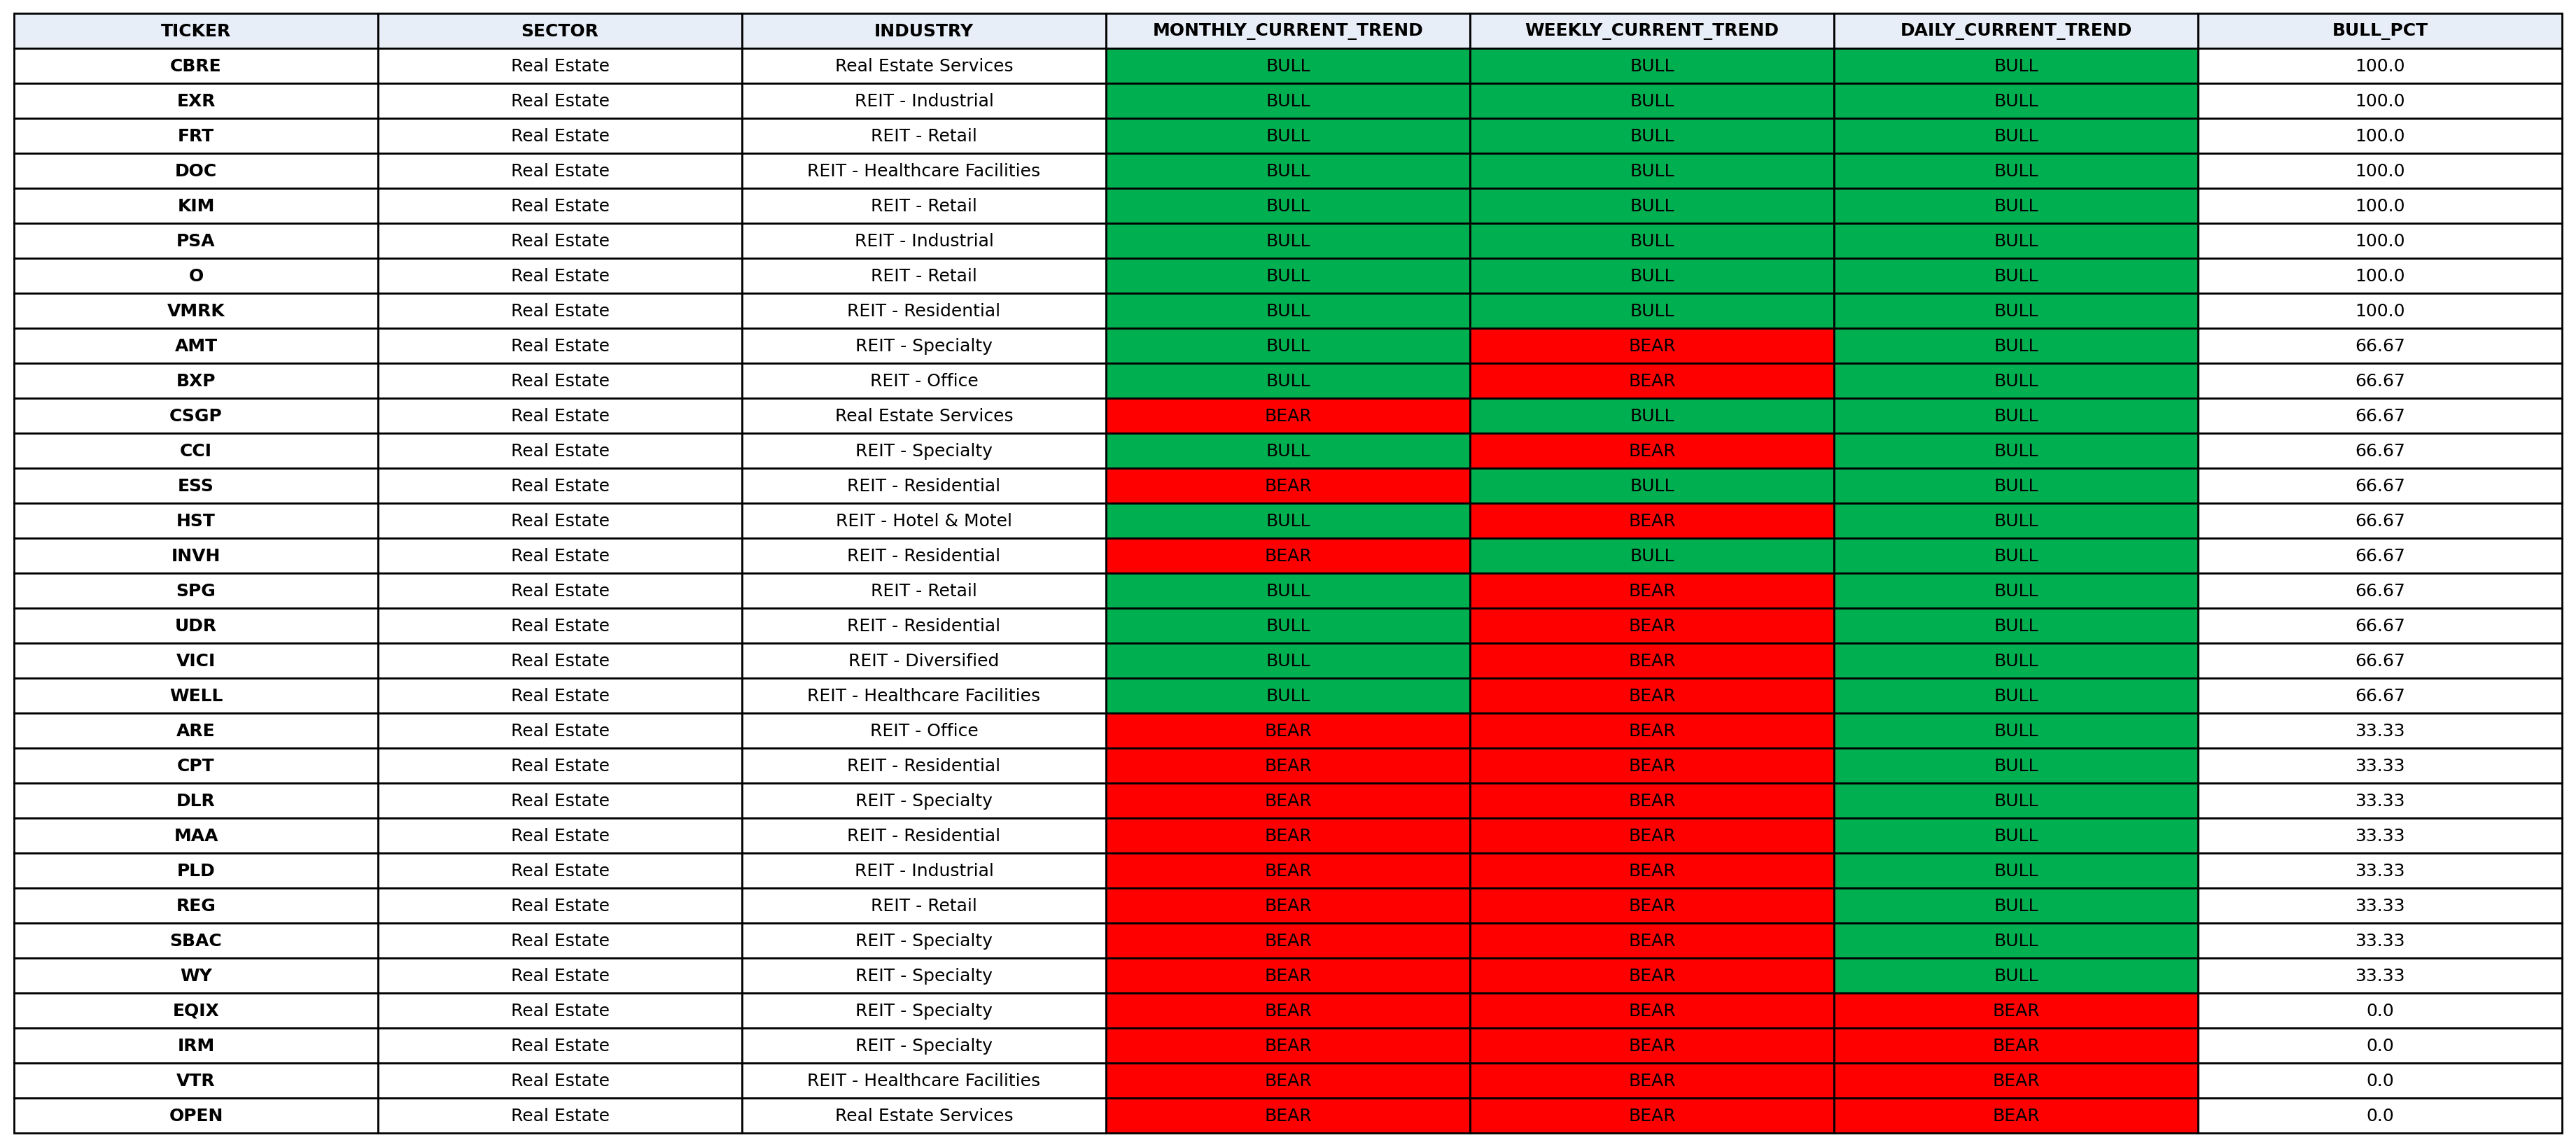 TICKER SECTOR INDUSTRY MONTHLY_CURRENT_TREND WEEKLY_CURRENT_TREND DAILY_CURRENT_TREND BULL_PCT
CBRE Real Estate Real Estate Services BULL BULL BULL 100.0
EXR Real Estate REIT - Industrial BULL BULL BULL 100.0
FRT Real Estate REIT - Retail BULL BULL BULL 100.0
DOC Real Estate REIT - Healthcare Facilities BULL BULL BULL 100.0
KIM Real Estate REIT - Retail BULL BULL BULL 100.0
PSA Real Estate REIT - Industrial BULL BULL BULL 100.0
O Real Estate REIT - Retail BULL BULL BULL 100.0
VMRK Real Estate REIT - Residential BULL BULL BULL 100.0
AMT Real Estate REIT - Specialty BULL BEAR BULL 66.67
BXP Real Estate REIT - Office BULL BEAR BULL 66.67
CSGP Real Estate Real Estate Services BEAR BULL BULL 66.67
CCI Real Estate REIT - Specialty BULL BEAR BULL 66.67
ESS Real Estate REIT - Residential BEAR BULL BULL 66.67
HST Real Estate REIT - Hotel & Motel BULL BEAR BULL 66.67
INVH Real Estate REIT - Residential BEAR BULL BULL 66.67
SPG Real Estate REIT - Retail BULL BEAR BULL 66.67
UDR Real Estate REIT - Residential BULL BEAR BULL 66.67
VICI Real Estate REIT - Diversified BULL BEAR BULL 66.67
WELL Real Estate REIT - Healthcare Facilities BULL BEAR BULL 66.67
ARE Real Estate REIT - Office BEAR BEAR BULL 33.33
CPT Real Estate REIT - Residential BEAR BEAR BULL 33.33
DLR Real Estate REIT - Specialty BEAR BEAR BULL 33.33
MAA Real Estate REIT - Residential BEAR BEAR BULL 33.33
PLD Real Estate REIT - Industrial BEAR BEAR BULL 33.33
REG Real Estate REIT - Retail BEAR BEAR BULL 33.33
SBAC Real Estate REIT - Specialty BEAR BEAR BULL 33.33
WY Real Estate REIT - Specialty BEAR BEAR BULL 33.33
EQIX Real Estate REIT - Specialty BEAR BEAR BEAR 0.0
IRM Real Estate REIT - Specialty BEAR BEAR BEAR 0.0
VTR Real Estate REIT - Healthcare Facilities BEAR BEAR BEAR 0.0
OPEN Real Estate Real Estate Services BEAR BEAR BEAR 0.0